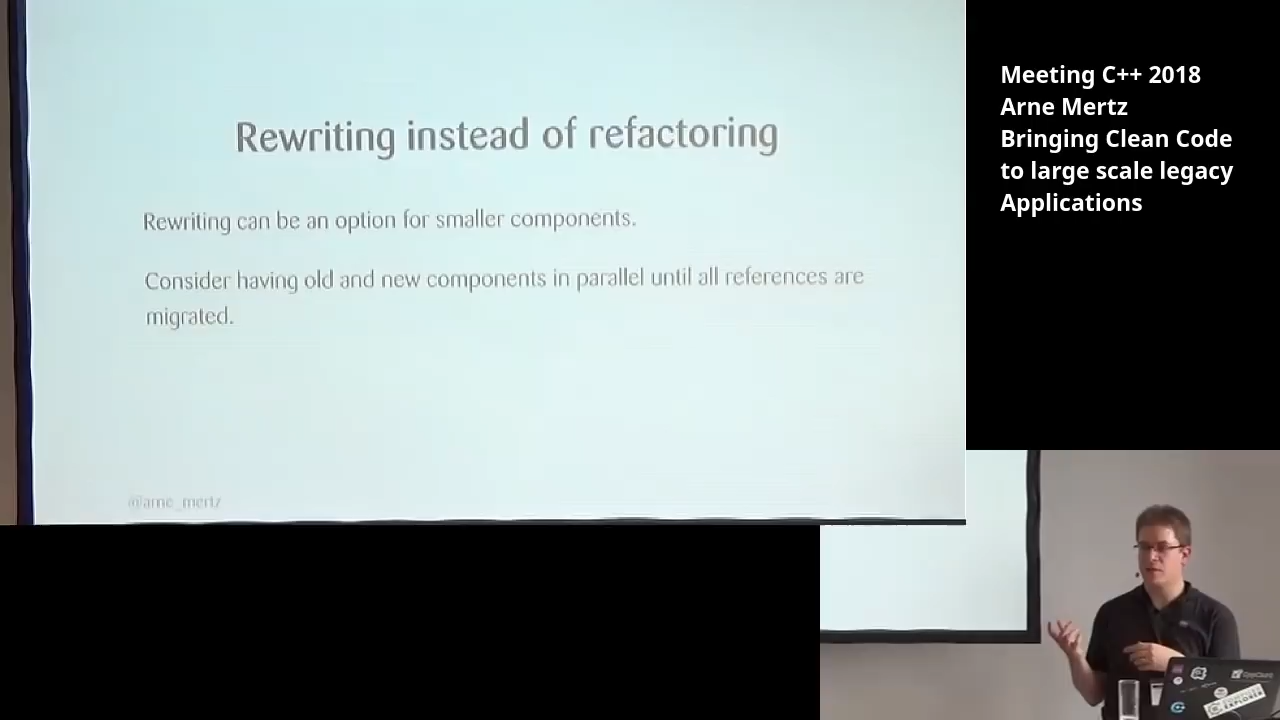 Rewriting instead of refactoring
Rewriting can be an option for smaller components.
Consider having old and new components in parallel until all references are
migrated.
@arne_mertz
Meeting C++ 2018
Arne Mertz
Bringing Clean Code
to large scale legacy
Applications
EXPLORER